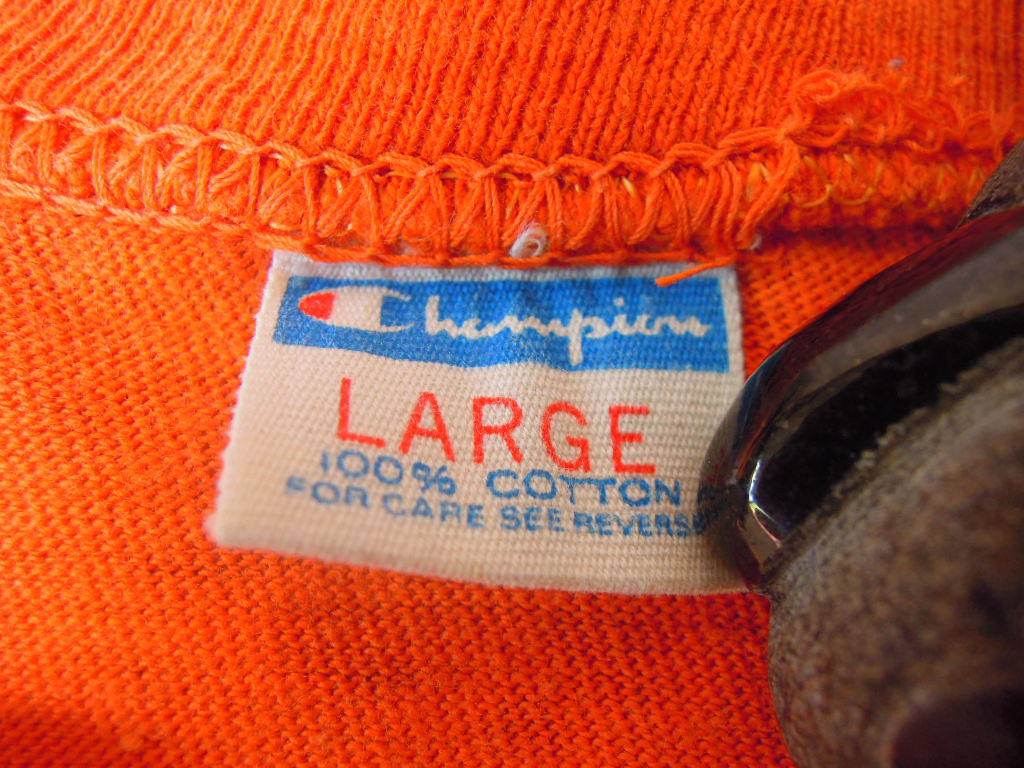 Champion
LARGE
100% COTTON
FOR CARE SEE REVERSE